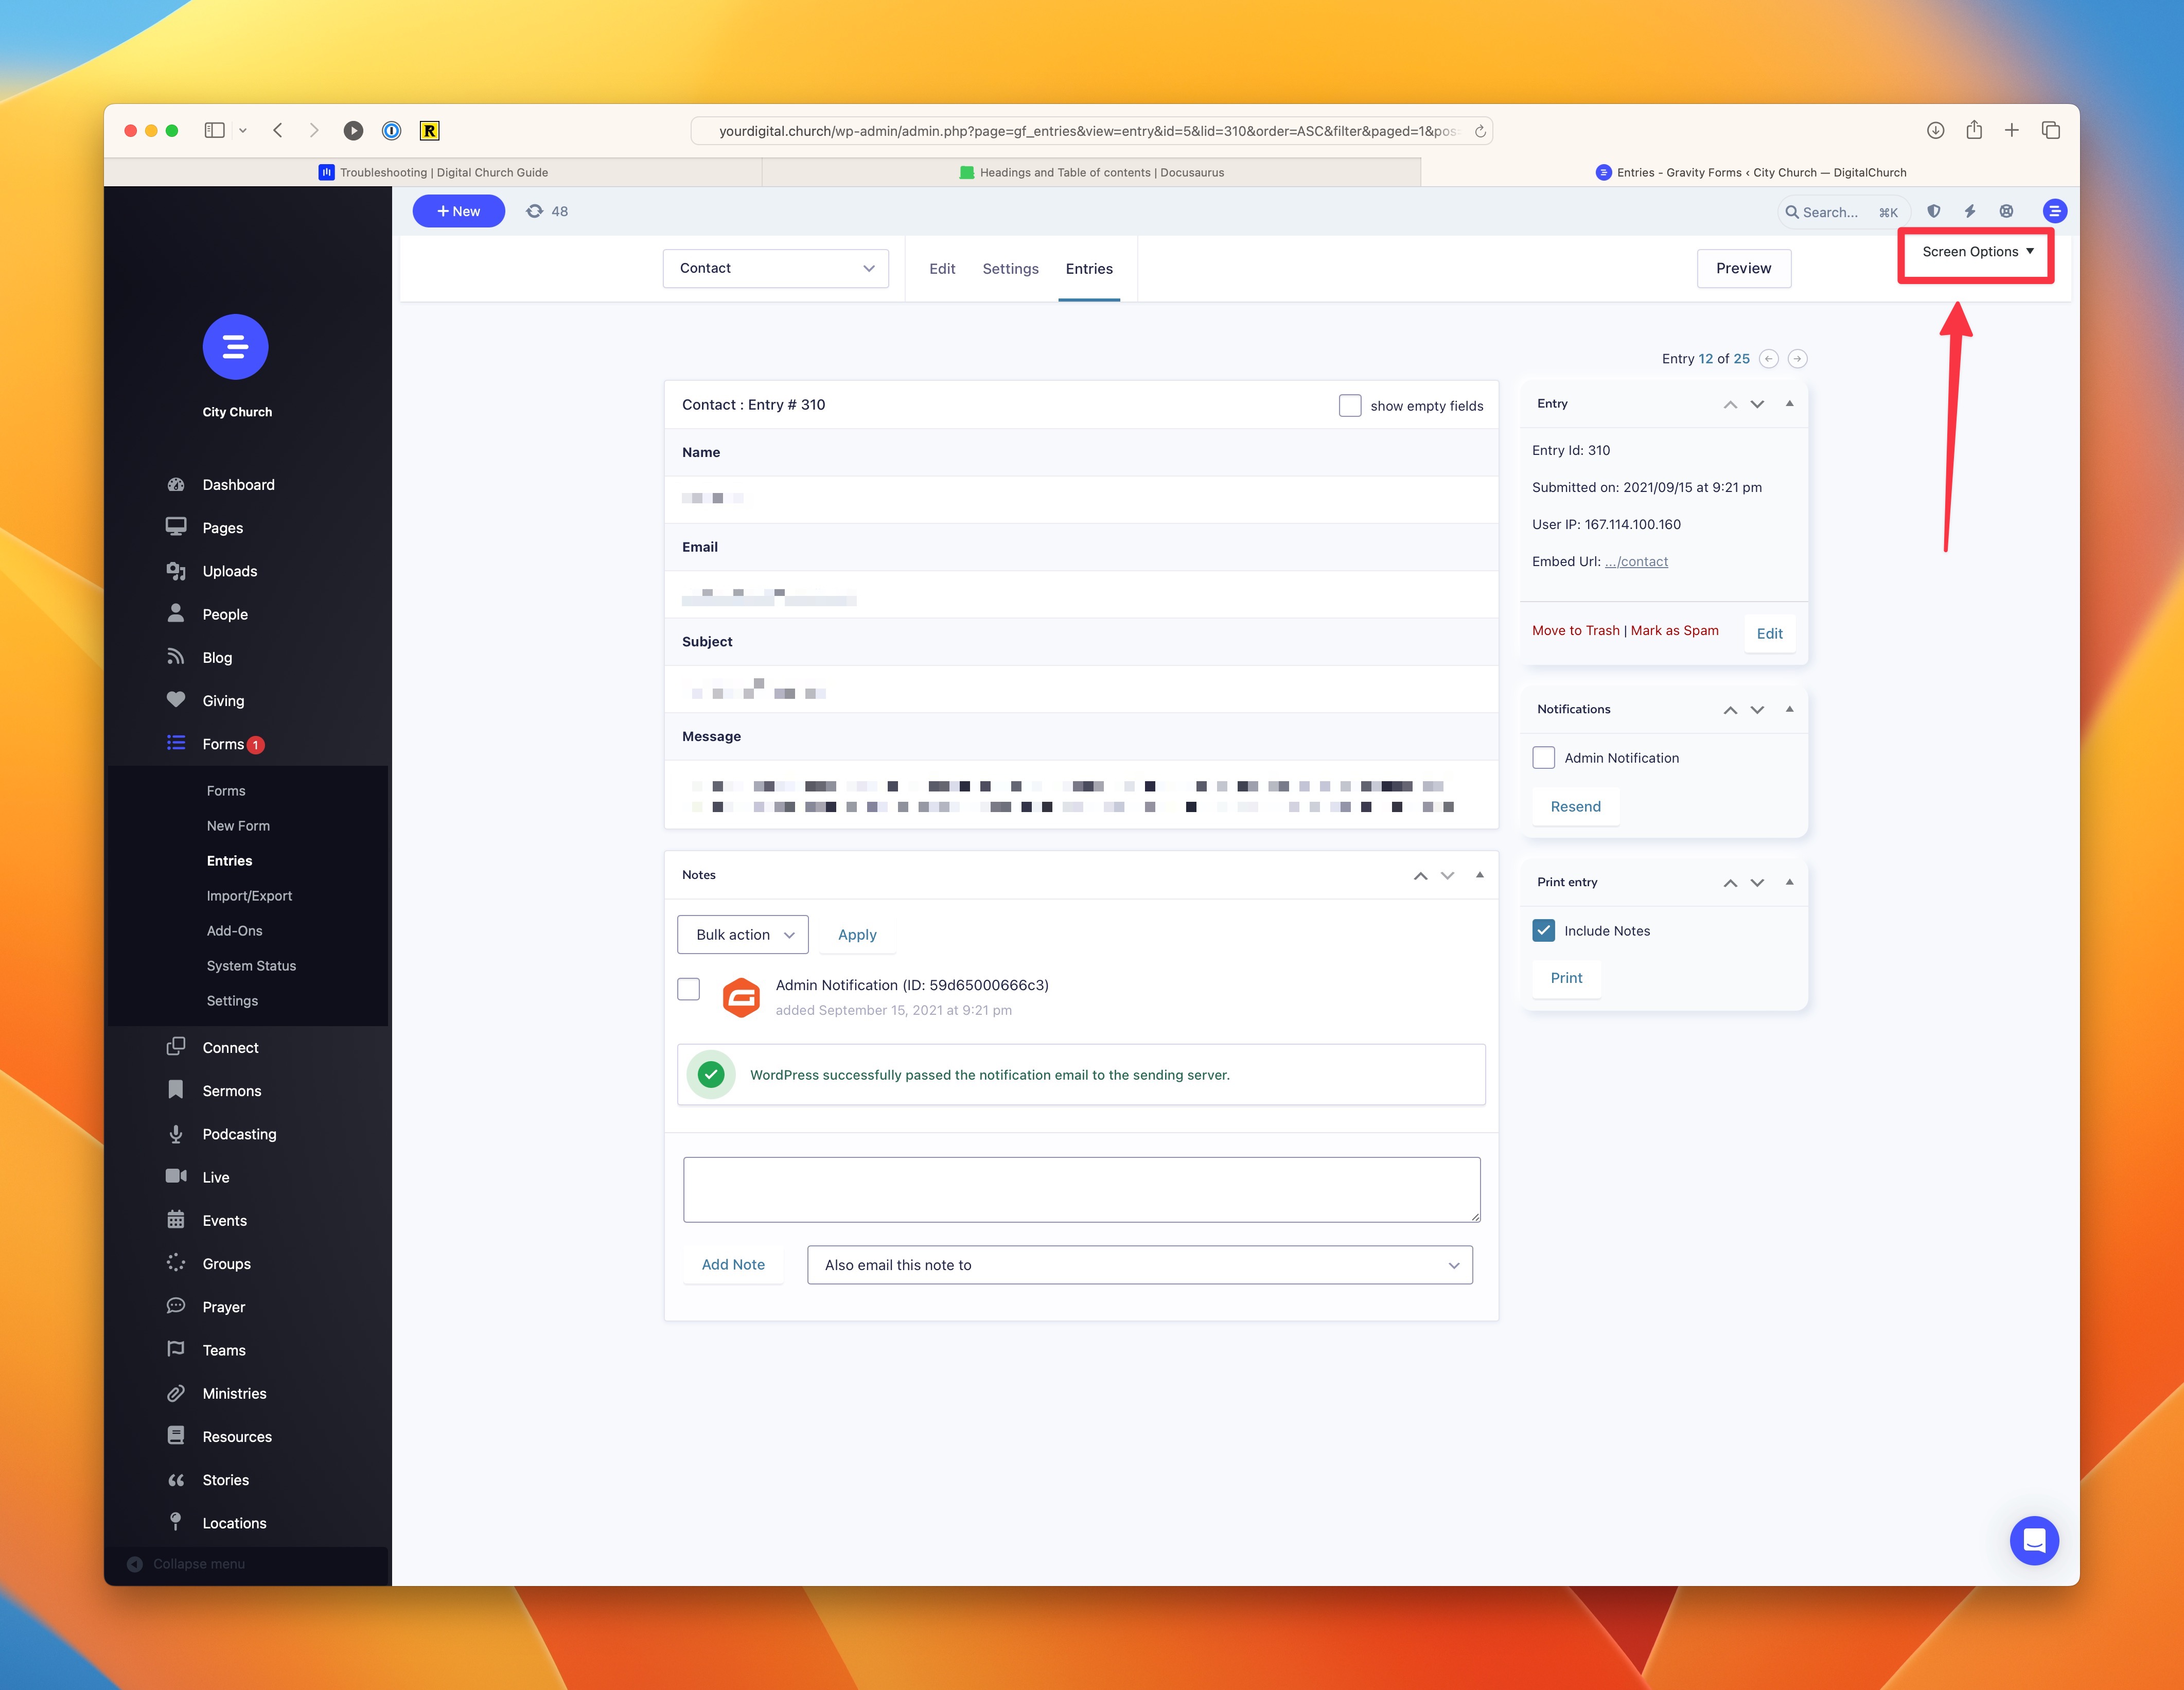 yourdigital.church/wp-admin/admin.php?page=gf_entries&view=entry&id=5&lid=310&order=ASC&filter&paged=1&pos
Troubleshooting | Digital Church Guide
Headings and Table of contents | Docusaurus
Entries - Gravity Forms ‹ City Church — DigitalChurch
+ New
48
Search... ⌘K
Contact
Edit
Settings
Entries
Preview
Screen Options ▼
City Church
Dashboard
Pages
Uploads
People
Blog
Giving
Forms 1
Forms
New Form
Entries
Import/Export
Add-Ons
System Status
Settings
Connect
Sermons
Podcasting
Live
Events
Groups
Prayer
Teams
Ministries
Resources
Stories
Locations
Collapse menu
Entry 12 of 25
Contact : Entry # 310
show empty fields
Name
Email
Subject
Message
Notes
Bulk action
Apply
Admin Notification (ID: 59d65000666c3)
added September 15, 2021 at 9:21 pm
WordPress successfully passed the notification email to the sending server.
Add Note
Also email this note to
Entry
Entry Id: 310
Submitted on: 2021/09/15 at 9:21 pm
User IP: 167.114.100.160
Embed Url: .../contact
Move to Trash | Mark as Spam
Edit
Notifications
Admin Notification
Resend
Print entry
Include Notes
Print